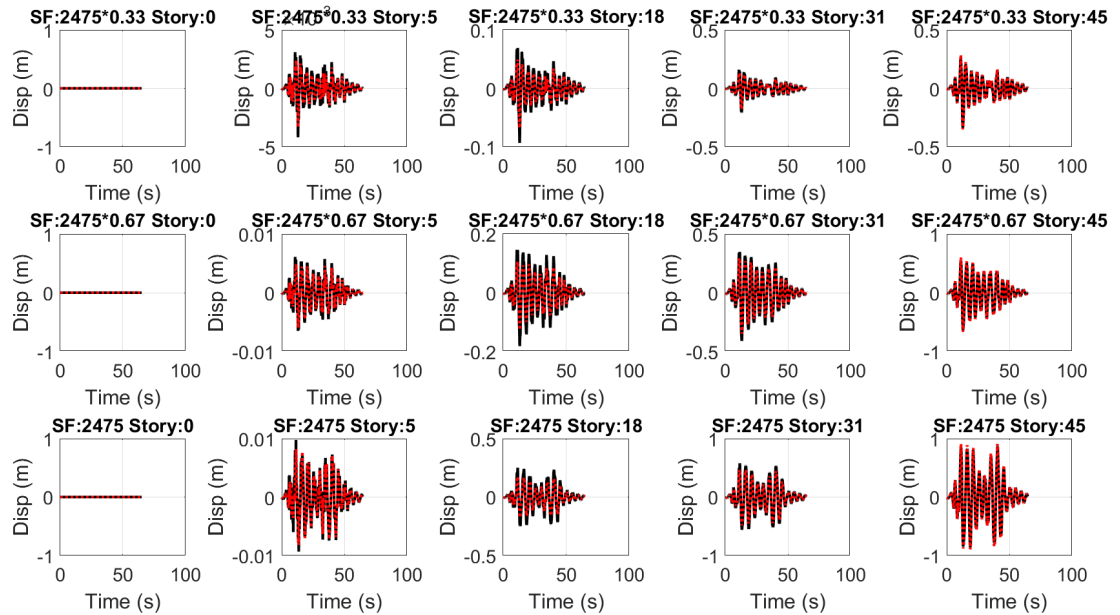 SF:2475*0.33 Story:0
1
0
-1
Disp (m)
0 50 100
Time (s)
SF:2475*0.33 Story:5
5
0
-5
Disp (m)
0 50 100
Time (s)
SF:2475*0.33 Story:18
0.1
0
-0.1
Disp (m)
0 50 100
Time (s)
SF:2475*0.33 Story:31
0.5
0
-0.5
Disp (m)
0 50 100
Time (s)
SF:2475*0.33 Story:45
0.5
0
-0.5
Disp (m)
0 50 100
Time (s)
SF:2475*0.67 Story:0
1
0
-1
Disp (m)
0 50 100
Time (s)
SF:2475*0.67 Story:5
0.01
0
-0.01
Disp (m)
0 50 100
Time (s)
SF:2475*0.67 Story:18
0.2
0
-0.2
Disp (m)
0 50 100
Time (s)
SF:2475*0.67 Story:31
0.5
0
-0.5
Disp (m)
0 50 100
Time (s)
SF:2475*0.67 Story:45
1
0
-1
Disp (m)
0 50 100
Time (s)
SF:2475 Story:0
1
0
-1
Disp (m)
0 50 100
Time (s)
SF:2475 Story:5
0.01
0
-0.01
Disp (m)
0 50 100
Time (s)
SF:2475 Story:18
0.5
0
-0.5
Disp (m)
0 50 100
Time (s)
SF:2475 Story:31
1
0
-1
Disp (m)
0 50 100
Time (s)
SF:2475 Story:45
1
0
-1
Disp (m)
0 50 100
Time (s)